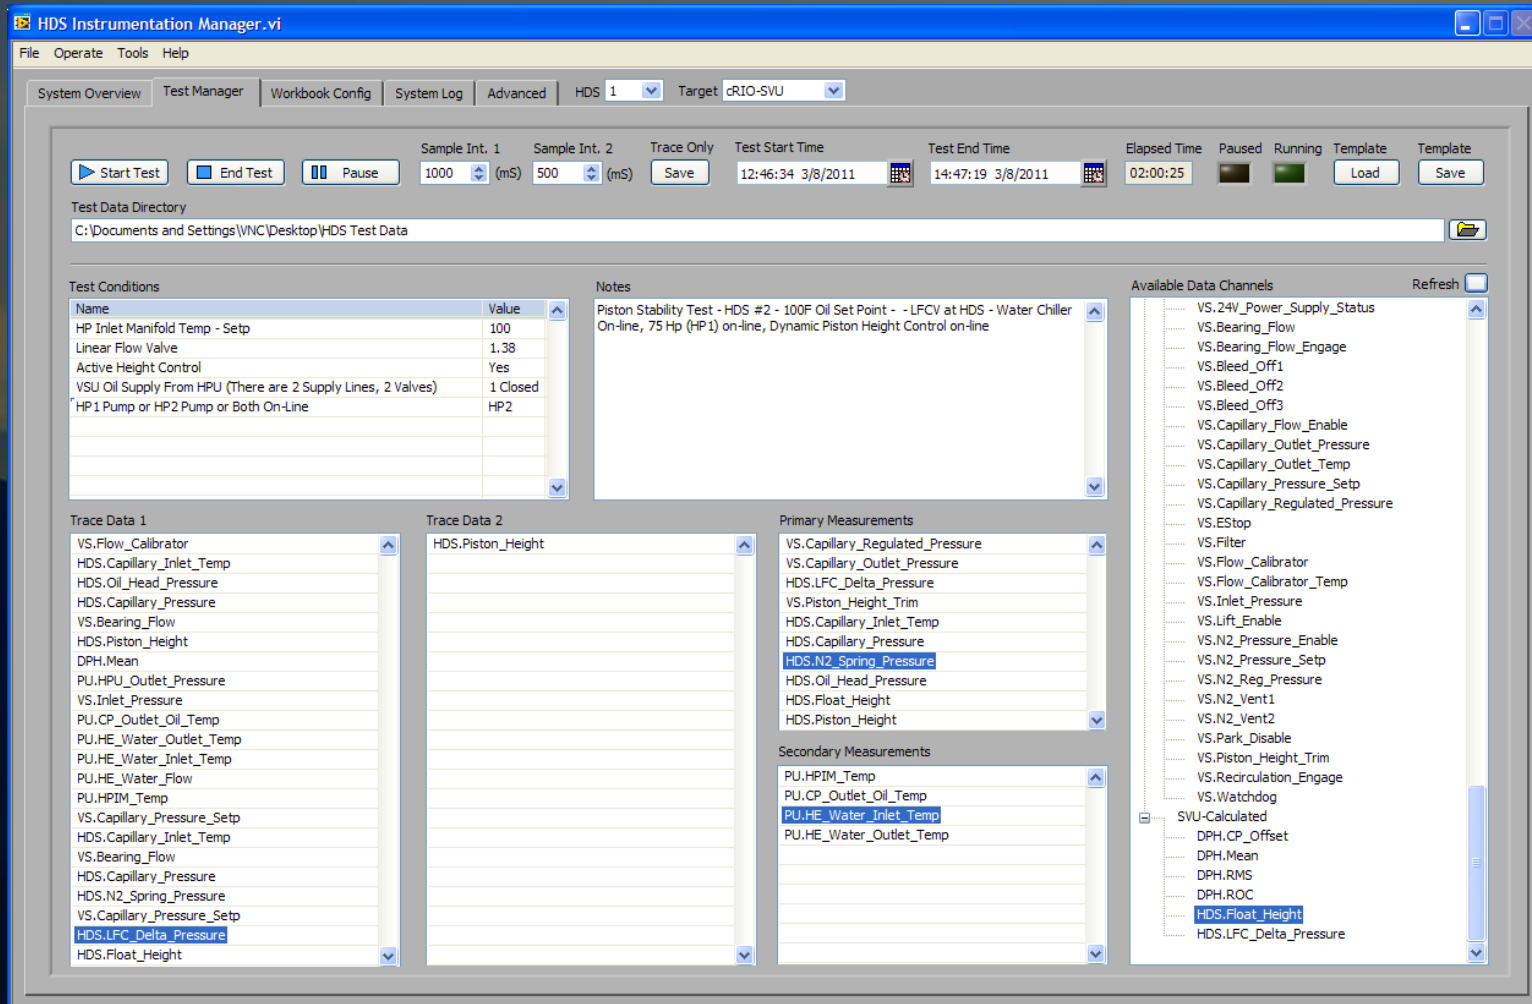 HDS Instrumentation Manager.vi
File Operate Tools Help
System Overview Test Manager Workbook Config System Log Advanced HDS 1 Target cRIO-SVU
Sample Int. 1 Sample Int. 2 Trace Only Test Start Time Test End Time Elapsed Time Paused Running Template Template
Start Test End Test Pause 1000 (mS) 500 (mS) Save 12:46:34 3/8/2011 14:47:19 3/8/2011 02:00:25 Load Save
Test Data Directory
C:\Documents and Settings\VNC\Desktop\HDS Test Data
Test Conditions
Name Value
HP Inlet Manifold Temp - Setp 100
Linear Flow Valve 1.38
Active Height Control Yes
VSU Oil Supply From HPU (There are 2 Supply Lines, 2 Valves) 1 Closed
HP1 Pump or HP2 Pump or Both On-Line HP2
Notes
Piston Stability Test - HDS #2 - 100F Oil Set Point - - LFCV at HDS - Water Chiller
On-line, 75 Hp (HP1) on-line, Dynamic Piston Height Control on-line
Trace Data 1
VS.Flow_Calibrator
HDS.Capillary_Inlet_Temp
HDS.Oil_Head_Pressure
HDS.Capillary_Pressure
VS.Bearing_Flow
HDS.Piston_Height
DPH.Mean
PU.HPU_Outlet_Pressure
VS.Inlet_Pressure
PU.CP_Outlet_Oil_Temp
PU.HE_Water_Outlet_Temp
PU.HE_Water_Inlet_Temp
PU.HE_Water_Flow
PU.HPIM_Temp
VS.Capillary_Pressure_Setp
HDS.Capillary_Inlet_Temp
VS.Bearing_Flow
HDS.Capillary_Pressure
HDS.N2_Spring_Pressure
VS.Capillary_Pressure_Setp
HDS.LFC_Delta_Pressure
HDS.Float_Height
Trace Data 2
HDS.Piston_Height
Primary Measurements
VS.Capillary_Regulated_Pressure
VS.Capillary_Outlet_Pressure
HDS.LFC_Delta_Pressure
VS.Piston_Height_Trim
HDS.Capillary_Inlet_Temp
HDS.Capillary_Pressure
HDS.N2_Spring_Pressure
HDS.Oil_Head_Pressure
HDS.Float_Height
HDS.Piston_Height
Secondary Measurements
PU.HPIM_Temp
PU.CP_Outlet_Oil_Temp
PU.HE_Water_Inlet_Temp
PU.HE_Water_Outlet_Temp
Available Data Channels Refresh
VS.24V_Power_Supply_Status
VS.Bearing_Flow
VS.Bearing_Flow_Engage
VS.Bleed_Off1
VS.Bleed_Off2
VS.Bleed_Off3
VS.Capillary_Flow_Enable
VS.Capillary_Outlet_Pressure
VS.Capillary_Outlet_Temp
VS.Capillary_Pressure_Setp
VS.Capillary_Regulated_Pressure
VS.EStop
VS.Filter
VS.Flow_Calibrator
VS.Flow_Calibrator_Temp
VS.Inlet_Pressure
VS.Lift_Enable
VS.N2_Pressure_Enable
VS.N2_Pressure_Setp
VS.N2_Reg_Pressure
VS.N2_Vent1
VS.N2_Vent2
VS.Park_Disable
VS.Piston_Height_Trim
VS.Recirculation_Engage
VS.Watchdog
SVU-Calculated
DPH.CP_Offset
DPH.Mean
DPH.RMS
DPH.ROC
HDS.Float_Height
HDS.LFC_Delta_Pressure